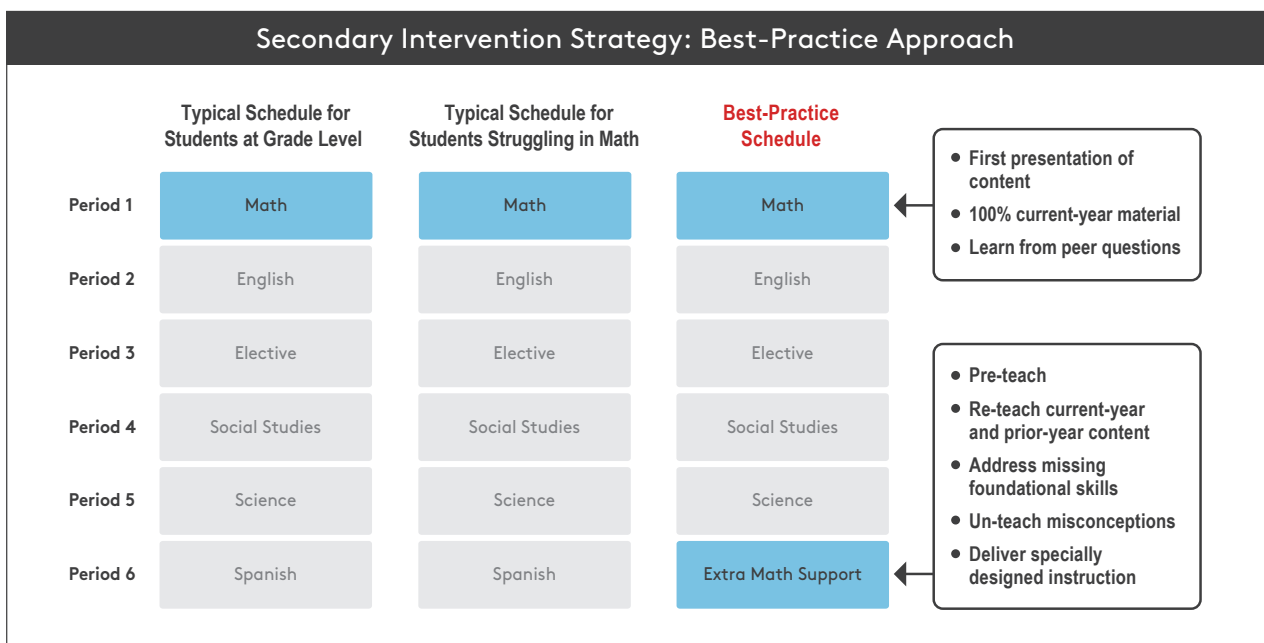 Secondary Intervention Strategy: Best-Practice Approach
Typical Schedule for
Students at Grade Level
Typical Schedule for
Students Struggling in Math
Best-Practice
Schedule
Period 1
Math
Math
Math
• First presentation of
content
• 100% current-year material
• Learn from peer questions
Period 2
English
English
English
Period 3
Elective
Elective
Elective
Period 4
Social Studies
Social Studies
Social Studies
Period 5
Science
Science
Science
Period 6
Spanish
Spanish
Extra Math Support
• Pre-teach
• Re-teach current-year
and prior-year content
• Address missing
foundational skills
• Un-teach misconceptions
• Deliver specially
designed instruction